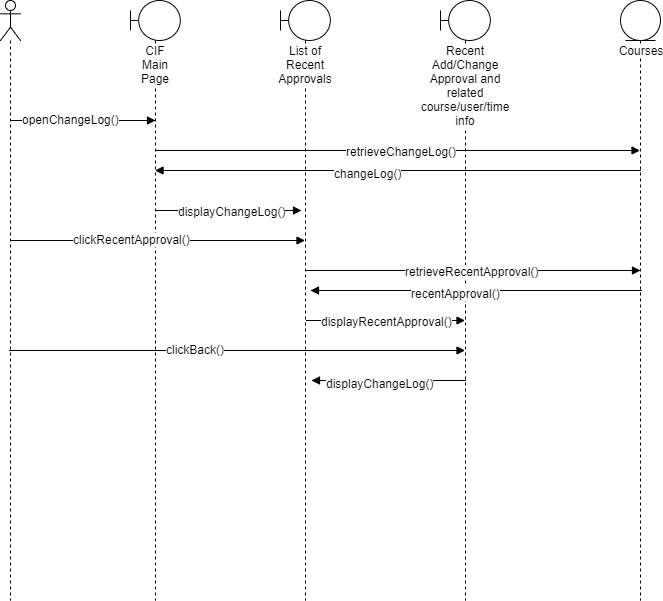 CIF
Main
Page
List of
Recent
Approvals
Recent
Add/Change
Approval and
related
course/user/time
info
Courses
openChangeLog()
retrieveChangeLog()
changeLog()
displayChangeLog()
clickRecentApproval()
retrieveRecentApproval()
recentApproval()
displayRecentApproval()
clickBack()
displayChangeLog()